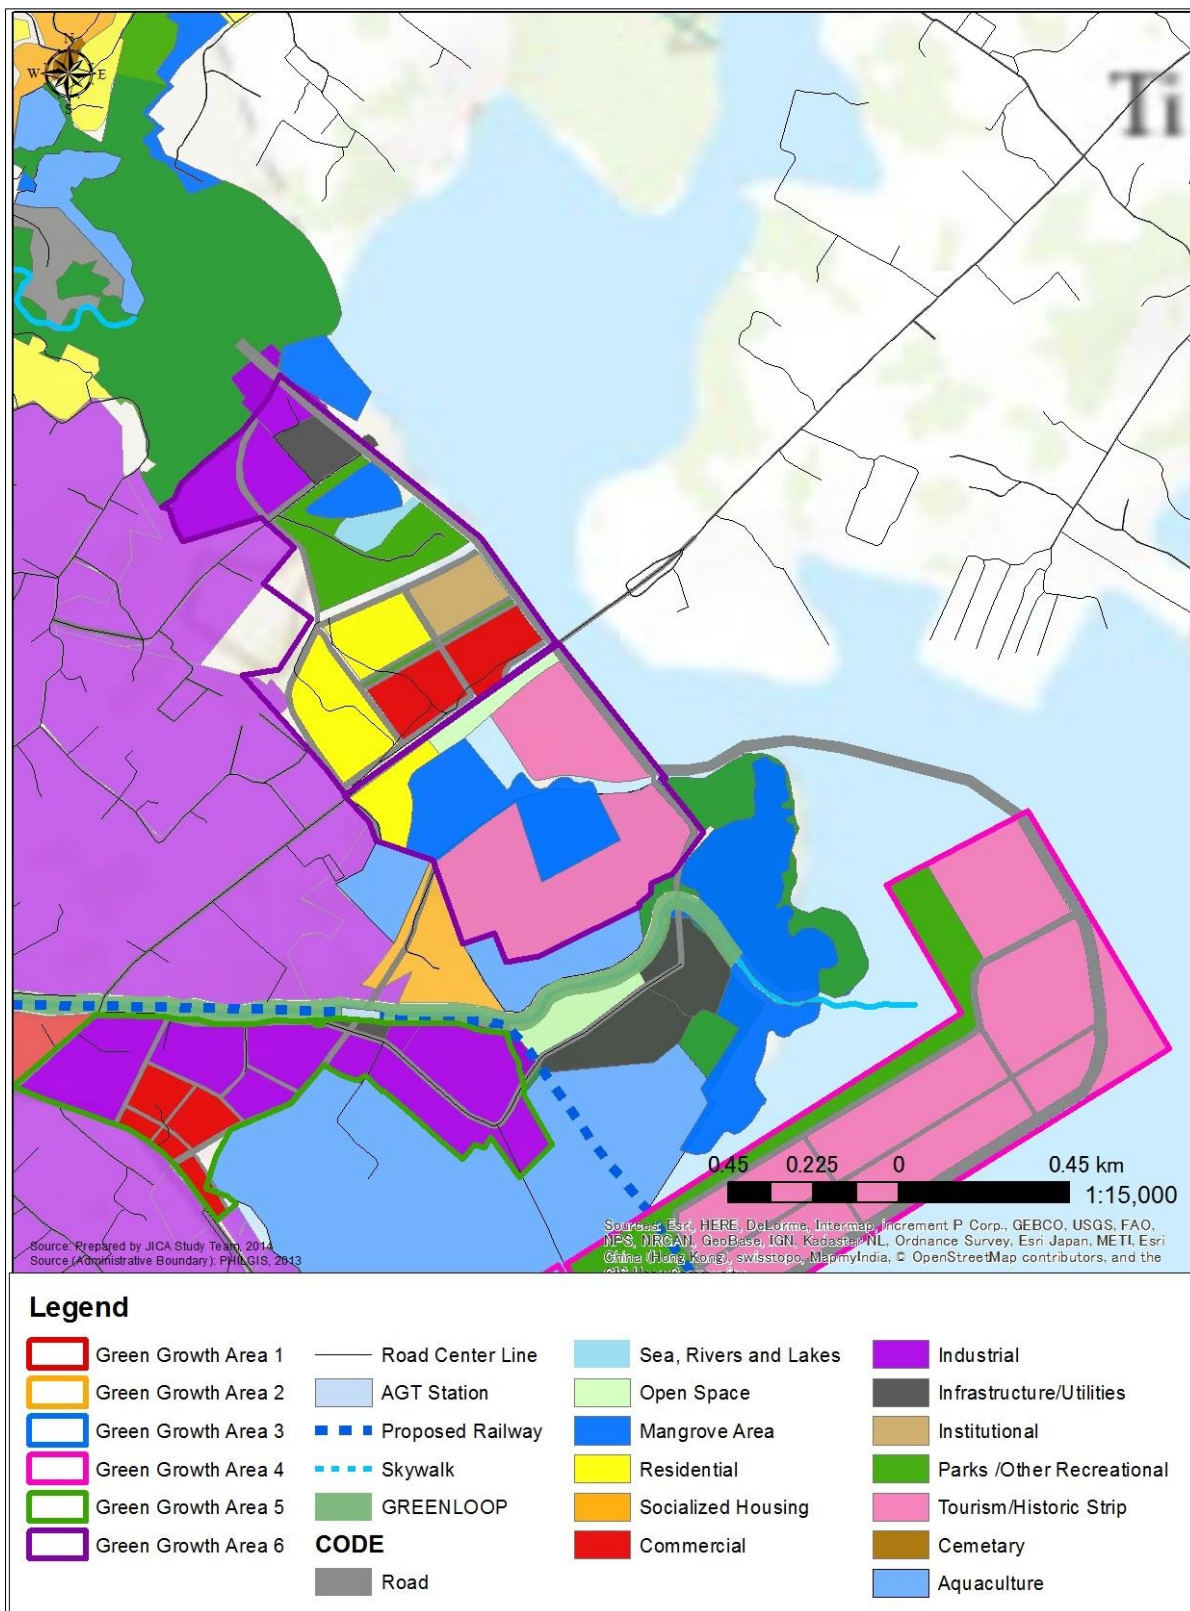 N
W E
S
Ti
0.45 0.225 0 0.45 km
1:15,000
Sources: Esri, HERE, DeLorme, Intermap, increment P Corp., GEBCO, USGS, FAO,
NPS, NRCAN, GeoBase, IGN, Kadaster NL, Ordnance Survey, Esri Japan, METI, Esri
China (Hong Kong), swisstopo, MapmyIndia, © OpenStreetMap contributors, and the
Source: Prepared by JICA Study Team, 2014
Source (Administrative Boundary): PHILGIS, 2013
Legend
Green Growth Area 1
Green Growth Area 2
Green Growth Area 3
Green Growth Area 4
Green Growth Area 5
Green Growth Area 6
Road Center Line
AGT Station
Proposed Railway
Skywalk
GREENLOOP
CODE
Road
Sea, Rivers and Lakes
Open Space
Mangrove Area
Residential
Socialized Housing
Commercial
Industrial
Infrastructure/Utilities
Institutional
Parks /Other Recreational
Tourism/Historic Strip
Cemetary
Aquaculture